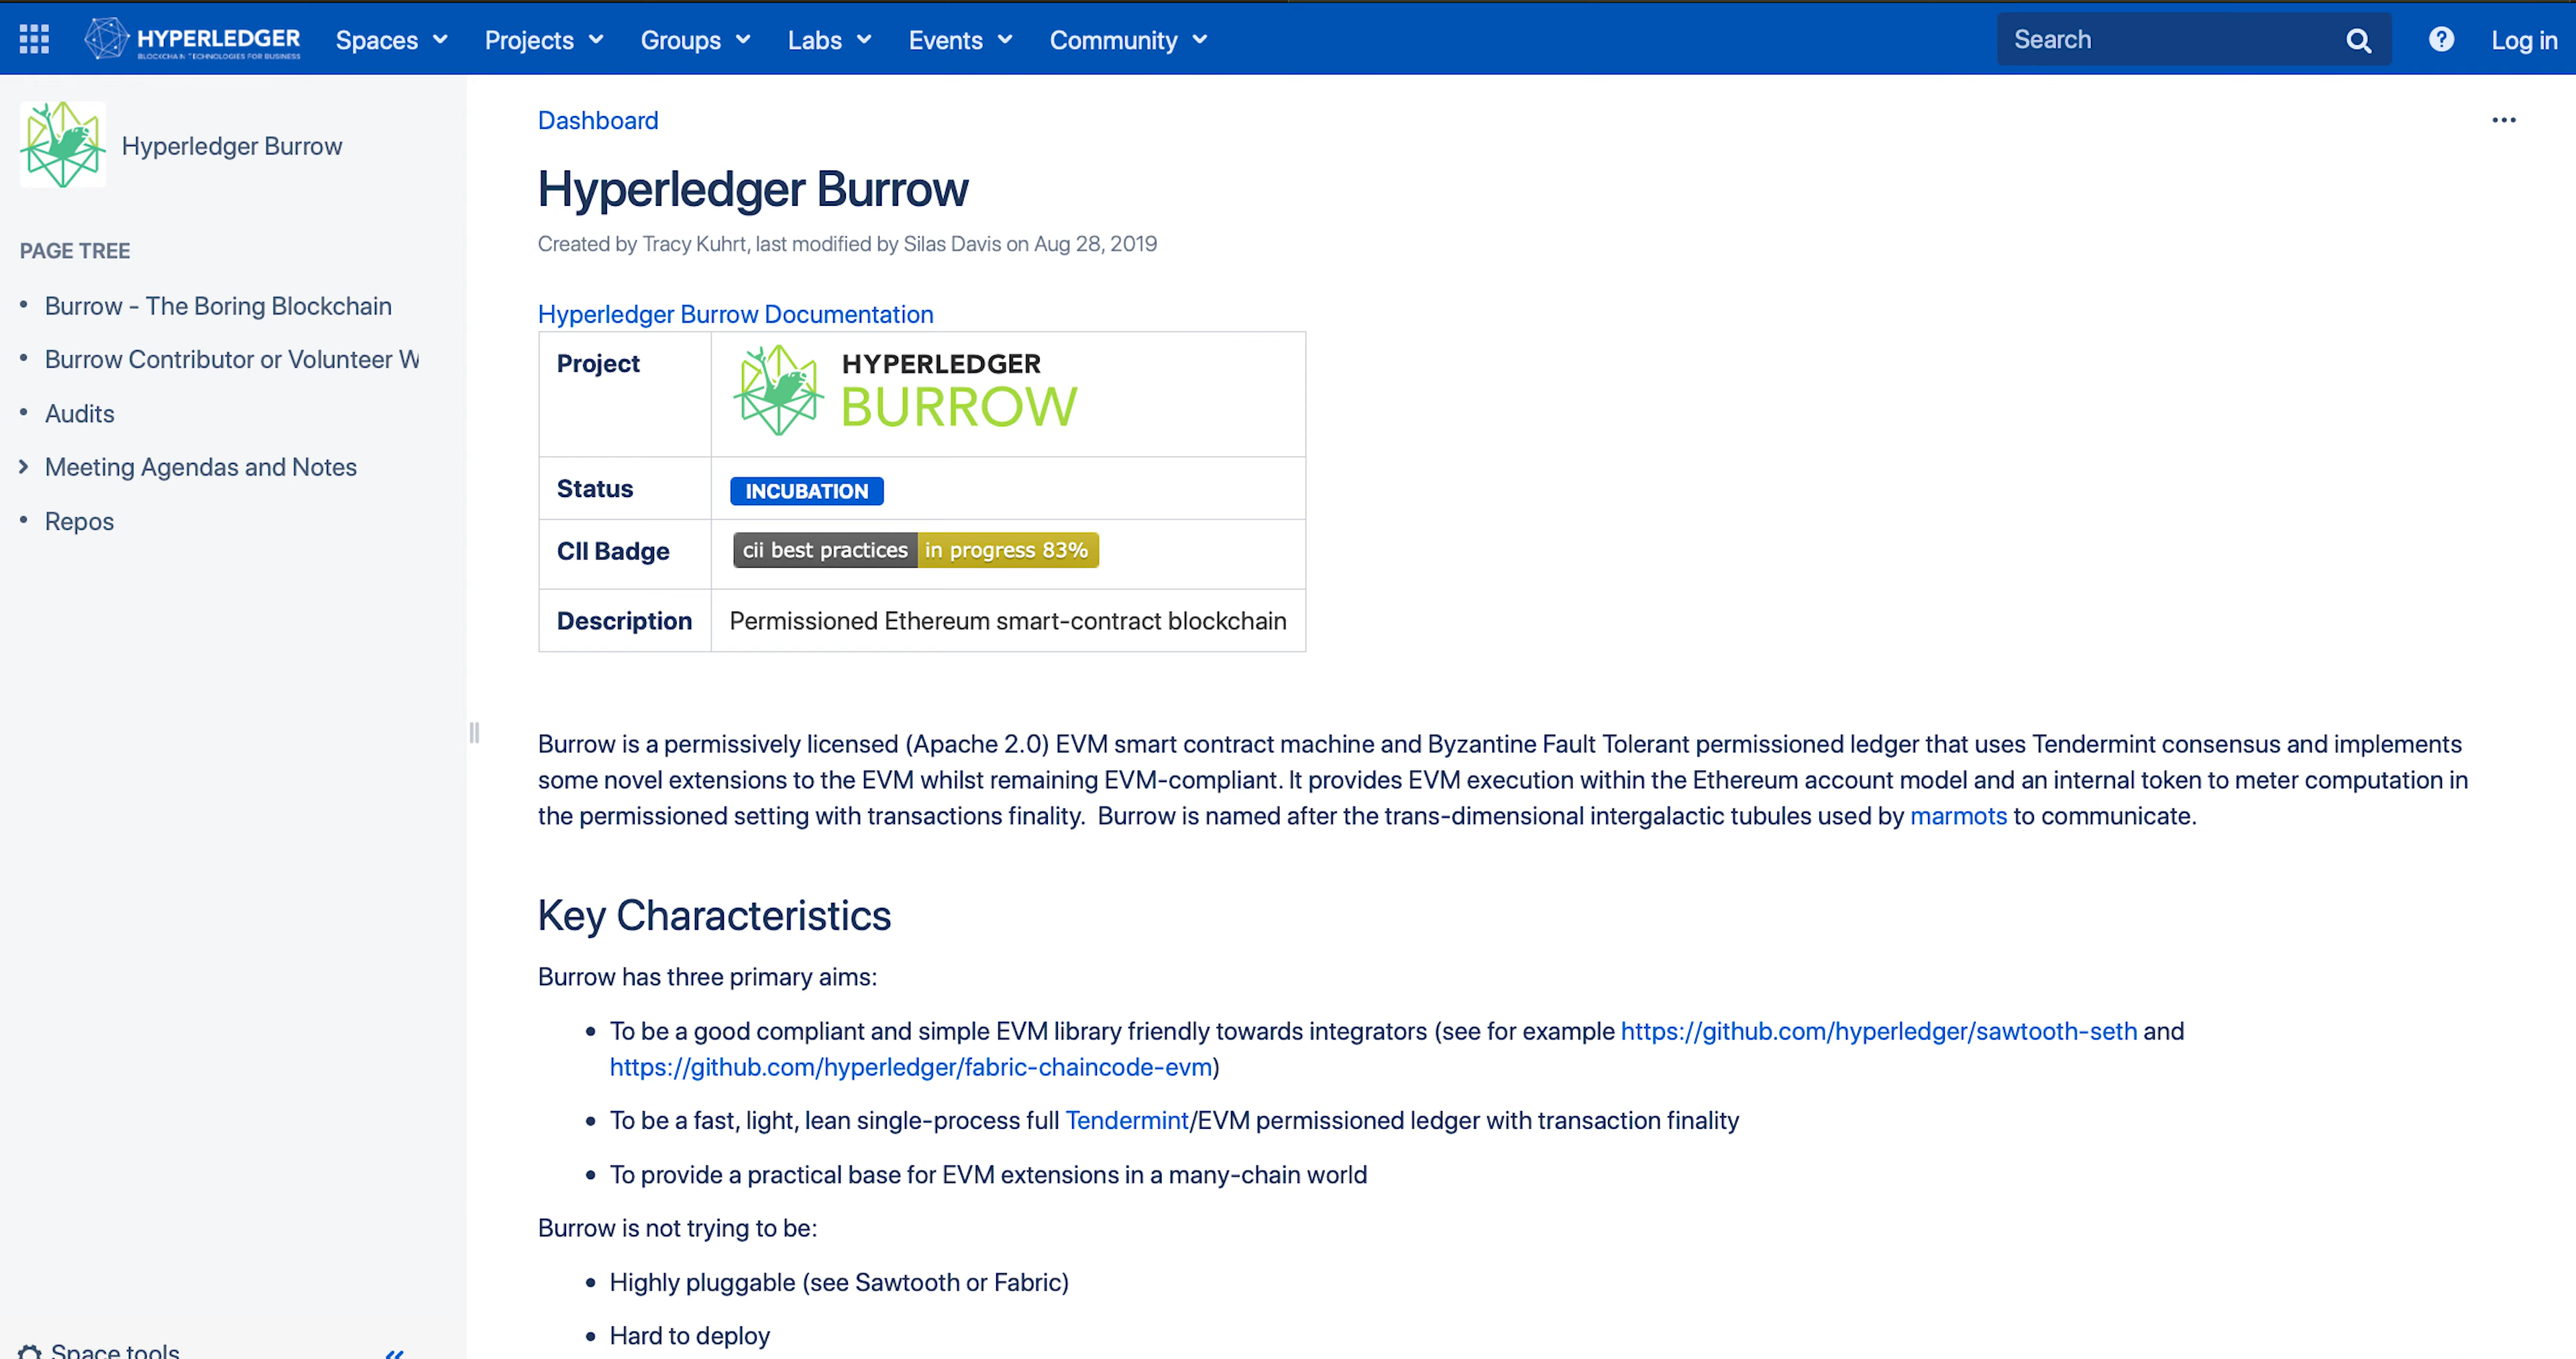 HYPERLEDGER
BLOCKCHAIN TECHNOLOGIES FOR BUSINESS
Spaces
Projects
Groups
Labs
Events
Community
Search
?
Log in
Hyperledger Burrow
PAGE TREE
• Burrow - The Boring Blockchain
• Burrow Contributor or Volunteer W
• Audits
Meeting Agendas and Notes
• Repos
Space tools
Dashboard
Hyperledger Burrow
Created by Tracy Kuhrt, last modified by Silas Davis on Aug 28, 2019
Hyperledger Burrow Documentation
Project
HYPERLEDGER
BURROW
Status
INCUBATION
CII Badge
cii best practices in progress 83%
Description
Permissioned Ethereum smart-contract blockchain
Burrow is a permissively licensed (Apache 2.0) EVM smart contract machine and Byzantine Fault Tolerant permissioned ledger that uses Tendermint consensus and implements
some novel extensions to the EVM whilst remaining EVM-compliant. It provides EVM execution within the Ethereum account model and an internal token to meter computation in
the permissioned setting with transactions finality.  Burrow is named after the trans-dimensional intergalactic tubules used by marmots to communicate.
Key Characteristics
Burrow has three primary aims:
• To be a good compliant and simple EVM library friendly towards integrators (see for example https://github.com/hyperledger/sawtooth-seth and
https://github.com/hyperledger/fabric-chaincode-evm)
• To be a fast, light, lean single-process full Tendermint/EVM permissioned ledger with transaction finality
• To provide a practical base for EVM extensions in a many-chain world
Burrow is not trying to be:
• Highly pluggable (see Sawtooth or Fabric)
• Hard to deploy